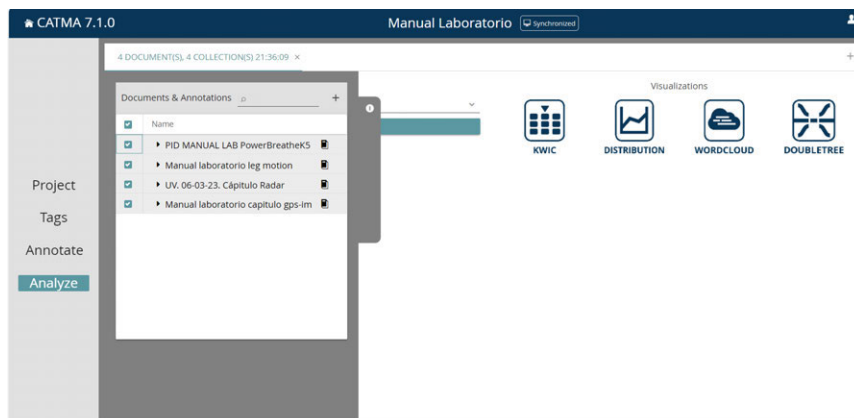 CATMA 7.1.0
Manual Laboratorio
Synchronized
4 DOCUMENT(S), 4 COLLECTION(S) 21:36:09 ×
+
Documents & Annotations
+
Name
PID MANUAL LAB PowerBreatheK5
Manual laboratorio leg motion
UV. 06-03-23. Cápitulo Radar
Manual laboratorio capitulo gps-im
Project
Tags
Annotate
Analyze
Visualizations
KWIC
DISTRIBUTION
WORDCLOUD
DOUBLETREE